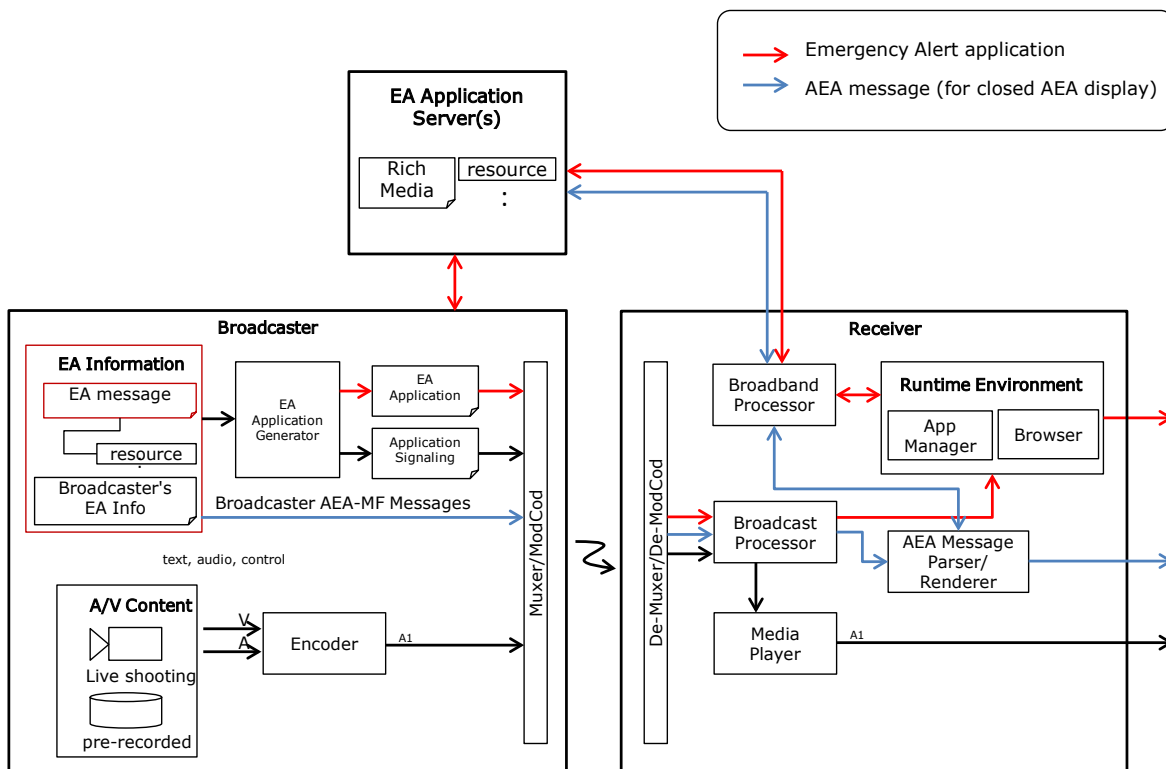 Emergency Alert application
AEA message (for closed AEA display)
EA Application
Server(s)
Rich
Media
resource
:
Broadcaster
EA Information
EA message
resource
:
Broadcaster's
EA Info
EA
Application
Generator
EA
Application
Application
Signaling
Broadcaster AEA-MF Messages
text, audio, control
A/V Content
Live shooting
pre-recorded
V
A
Encoder
A1
Muxer/ModCod
Receiver
De-Muxer/De-ModCod
Broadband
Processor
Runtime Environment
App
Manager
Browser
Broadcast
Processor
AEA Message
Parser/
Renderer
Media
Player
A1